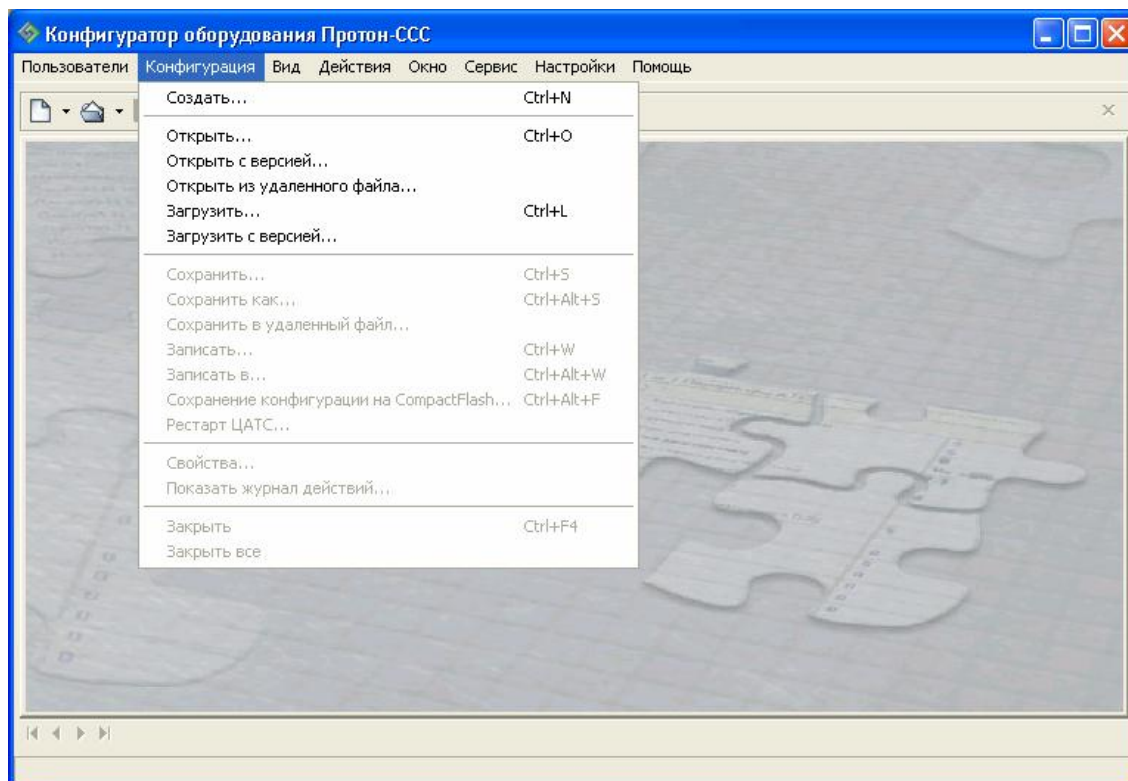 Конфигуратор оборудования Протон-ССС
Пользователи Конфигурация Вид Действия Окно Сервис Настройки Помощь
Создать... Ctrl+N
Открыть... Ctrl+O
Открыть с версией...
Открыть из удаленного файла...
Загрузить... Ctrl+L
Загрузить с версией...
Сохранить... Ctrl+S
Сохранить как... Ctrl+Alt+S
Сохранить в удаленный файл...
Записать... Ctrl+W
Записать в... Ctrl+Alt+W
Сохранение конфигурации на CompactFlash... Ctrl+Alt+F
Рестарт ЦАТС...
Свойства...
Показать журнал действий...
Закрыть Ctrl+F4
Закрыть все